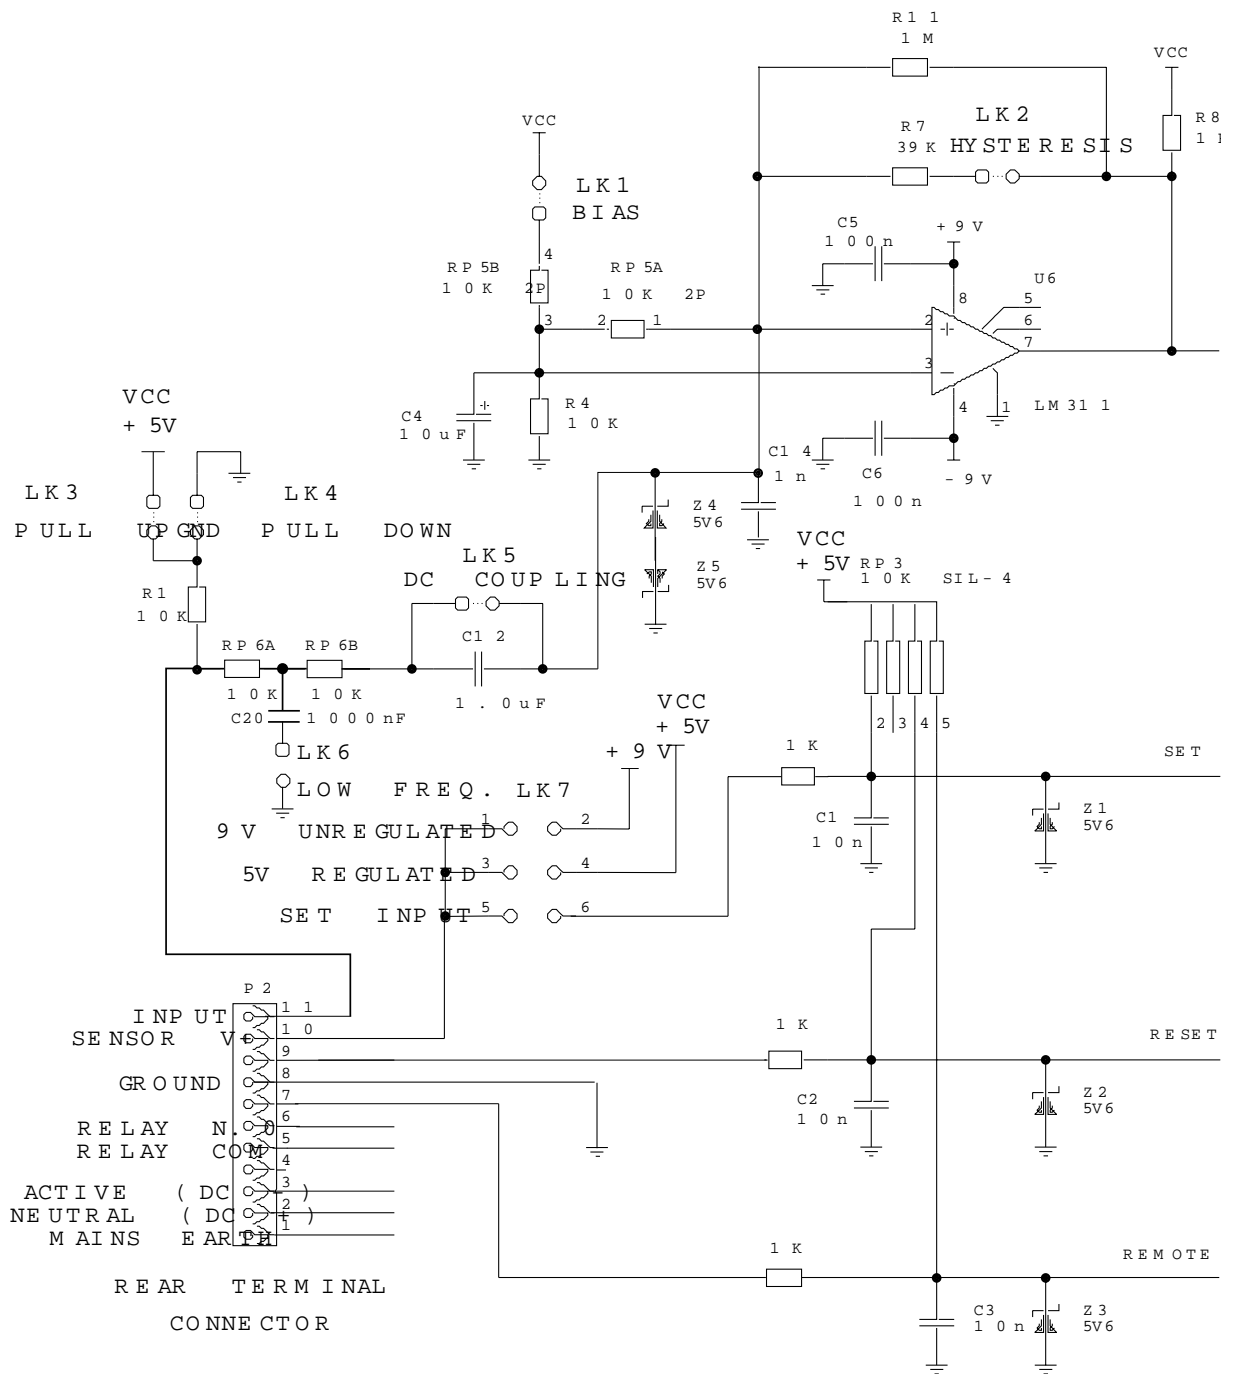 R11
1M
VCC
LK2
R7
39K
HYSTERESIS
R8
VCC
LK1
BIAS
C5
100n
+9V
4
RP5B
10K 2P
RP5A
10K 2P
U6
8
5
6
7
3
2
1
2
+
3
-
4
1
LM311
VCC
+5V
C4
10uF
+
R4
10K
C14
1n
C6
100n
-9V
LK3
PULL UP
GND
LK4
PULL DOWN
Z4
5V6
Z5
5V6
LK5
DC COUPLING
VCC
+5V
RP3
10K SIL-4
R1
10K
RP6A
10K
RP6B
10K
C12
1.0uF
C20
1000nF
LK6
LOW FREQ.
VCC
+5V
+9V
2
3
4
5
1K
SET
LK7
9V UNREGULATED
1
2
5V REGULATED
3
4
SET INPUT
5
6
C1
10n
Z1
5V6
P2
INPUT
11
SENSOR V+
10
9
GROUND
8
7
RELAY N.O
6
RELAY COM
5
4
ACTIVE (DC -)
3
NEUTRAL (DC +)
2
MAINS EARTH
1
1K
RESET
C2
10n
Z2
5V6
1K
REMOTE
C3
10n
Z3
5V6
REAR TERMINAL
CONNECTOR